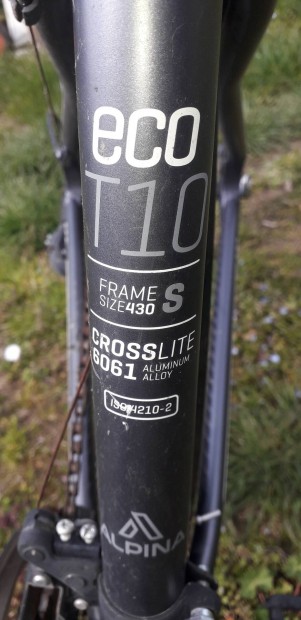 eco
T10
FRAME S
SIZE430
CROSSLITE
6061 ALUMINUM
ALLOY
ISO 4210-2
ALPINA